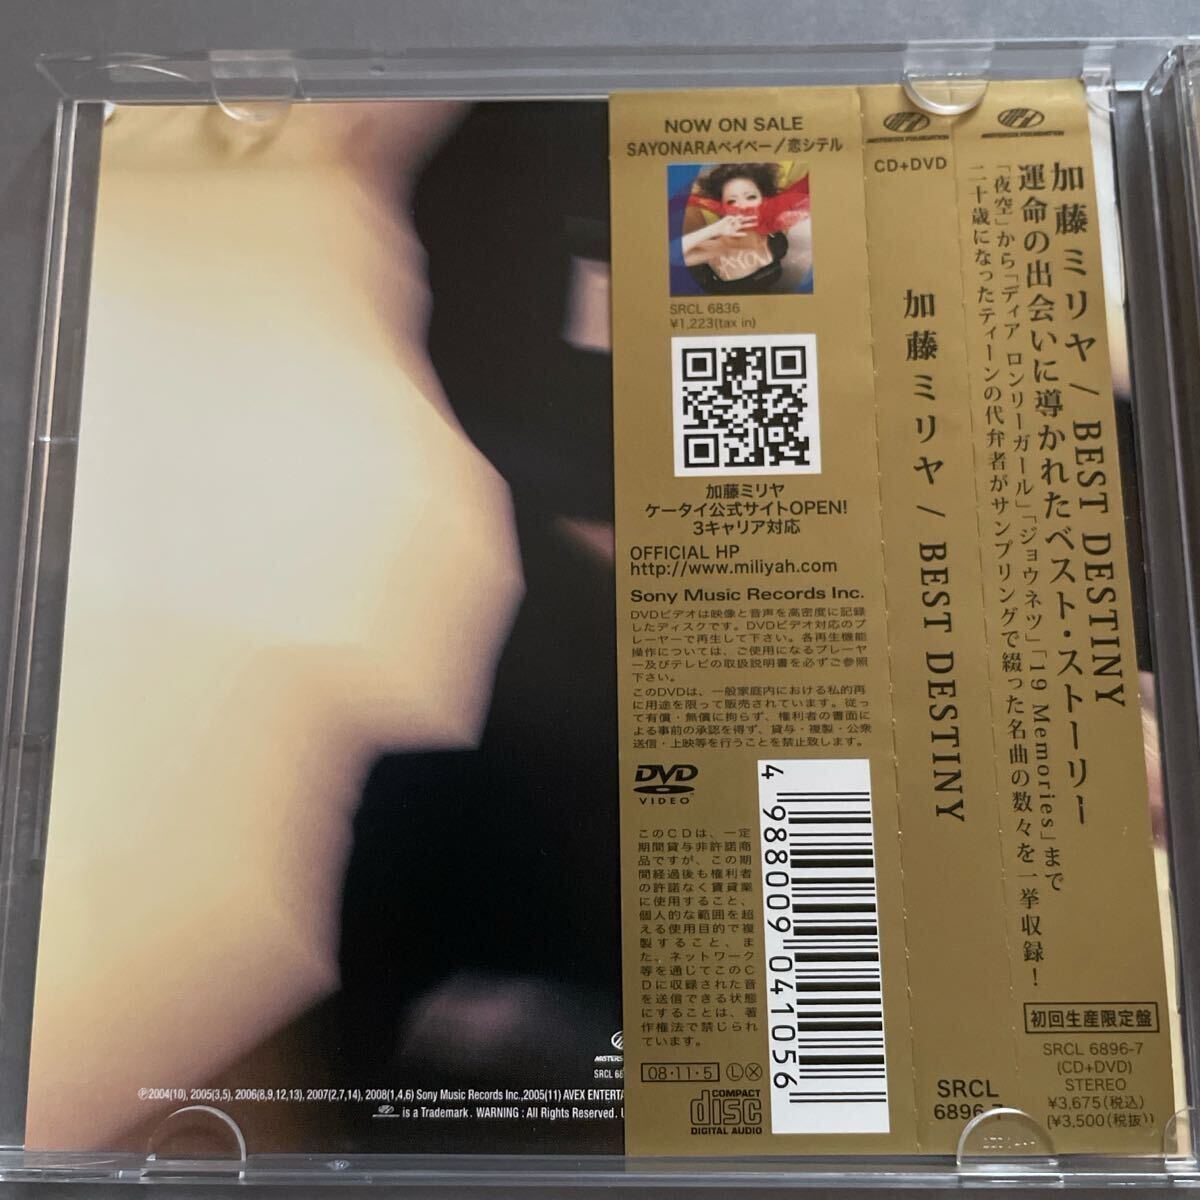 NOW ON SALE
SAYONARAベイベー/恋シテル
SRCL 6836
¥1,223(tax in)
加藤ミリヤ
ケータイ公式サイトOPEN!
3キャリア対応
OFFICIAL HP
http://www.miliyah.com
Sony Music Records Inc.
DVDビデオは映像と音声を高密度に記録
したディスクです。DVDビデオ対応のプ
レーヤーで再生して下さい。各再生機能
操作については、ご使用になるプレーヤ
ー及びテレビの取扱説明書を必ずご参照
下さい。
このDVDは、一般家庭内における私的再
に用途を限って販売されています。従っ
て有償・無償に拘らず、権利者の書面に
よる事前の承認を得ず、貸与・複製・公衆
送信・上映等を行うことを禁止致します。
DVD
VIDEO
このCDは、一定
期間貸与非許諾商
品ですが、この期
間経過後も権利者
の許諾なく賃貸業
に使用すること、
個人的な範囲を超
える使用目的で複
製すること、ま
た、ネットワーク
等を通じてこのC
Dに収録された音
を送信できる状態
にすることは、著
作権法で禁じられ
ています。
4 988009 041056
08・11・5 Ⓛ Ⓧ
COMPACT
disc
DIGITAL AUDIO
MASTERSIX FOUNDATION
CD+DVD
加藤ミリヤ / BEST DESTINY
SRCL
6896-7
MASTERSIX FOUNDATION
加藤ミリヤ / BEST DESTINY
運命の出会いに導かれたベスト・ストーリー
「夜空」から「ディア ロンリーガール」「ジョウネツ」「19 Memories」まで
二十歳になったティーンの代弁者がサンプリングで綴った名曲の数々を一挙収録!
初回生産限定盤
SRCL 6896-7
(CD+DVD)
STEREO
¥3,675(税込)
(¥3,500(税抜))
MASTERS
SRCL 68
℗2004(10), 2005(3,5), 2006(8,9,12,13), 2007(2,7,14), 2008(1,4,6) Sony Music Records Inc.,2005(11) AVEX ENTERTA
is a Trademark. WARNING : All Rights Reserved. U